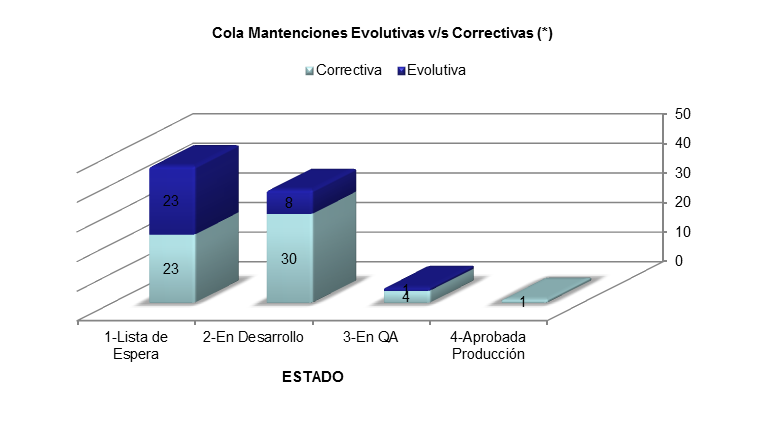 Cola Mantenciones Evolutivas v/s Correctivas (*)
Correctiva Evolutiva
50
40
30
20
10
0
23
8
23
30
1
4
1
1-Lista de Espera
2-En Desarrollo
3-En QA
4-Aprobada Producción
ESTADO